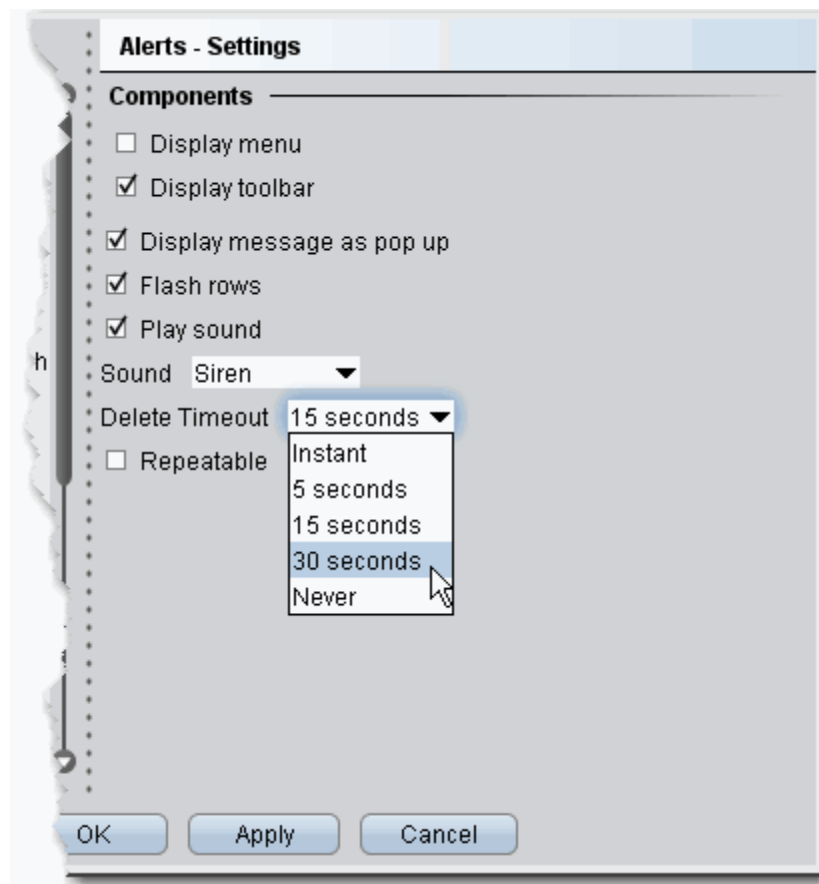 Alerts - Settings
Components
Display menu
Display toolbar
Display message as pop up
Flash rows
Play sound
h
Sound Siren
Delete Timeout 15 seconds
Repeatable
Instant
5 seconds
15 seconds
30 seconds
Never
OK Apply Cancel